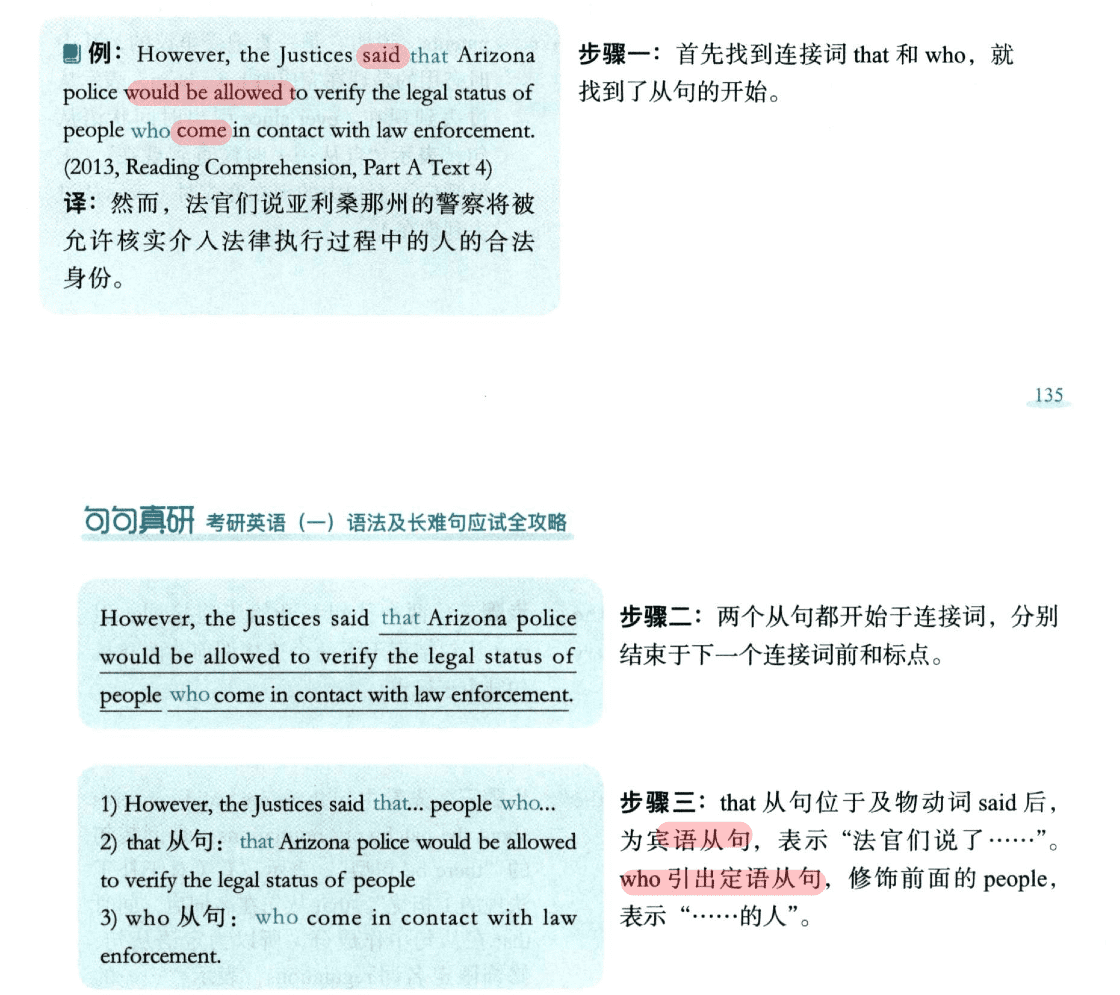 例：However, the Justices said that Arizona
police would be allowed to verify the legal status of
people who come in contact with law enforcement.
(2013, Reading Comprehension, Part A Text 4)
译：然而，法官们说亚利桑那州的警察将被
允许核实介入法律执行过程中的人的合法
身份。
步骤一：首先找到连接词 that 和 who，就
找到了从句的开始。
135
句句真研 考研英语（一）语法及长难句应试全攻略
However, the Justices said that Arizona police
would be allowed to verify the legal status of
people who come in contact with law enforcement.
步骤二：两个从句都开始于连接词，分别
结束于下一个连接词前和标点。
1) However, the Justices said that... people who...
2) that 从句：that Arizona police would be allowed
to verify the legal status of people
3) who 从句：who come in contact with law
enforcement.
步骤三：that 从句位于及物动词 said 后，
为宾语从句，表示“法官们说了……”。
who 引出定语从句，修饰前面的 people，
表示“……的人”。